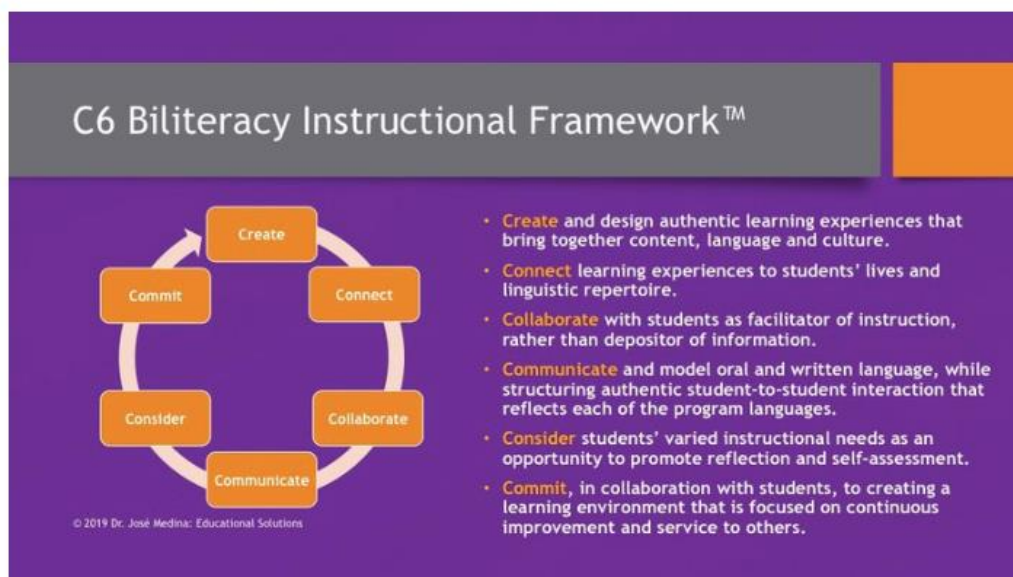 C6 Biliteracy Instructional Framework™
Create
Connect
Collaborate
Communicate
Consider
Commit
© 2019 Dr. José Medina: Educational Solutions
• Create and design authentic learning experiences that
bring together content, language and culture.
• Connect learning experiences to students' lives and
linguistic repertoire.
• Collaborate with students as facilitator of instruction,
rather than depositor of information.
• Communicate and model oral and written language, while
structuring authentic student-to-student interaction that
reflects each of the program languages.
• Consider students' varied instructional needs as an
opportunity to promote reflection and self-assessment.
• Commit, in collaboration with students, to creating a
learning environment that is focused on continuous
improvement and service to others.